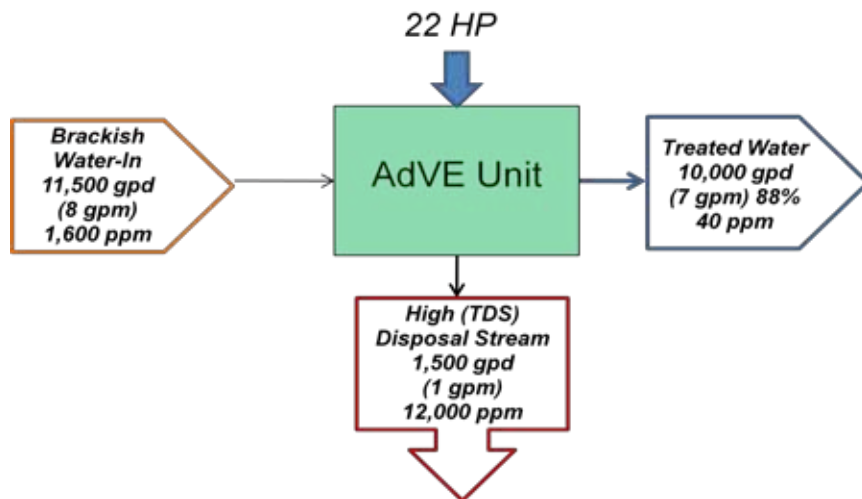 22 HP
Brackish
Water-In
11,500 gpd
(8 gpm)
1,600 ppm
AdVE Unit
Treated Water
10,000 gpd
(7 gpm) 88%
40 ppm
High (TDS)
Disposal Stream
1,500 gpd
(1 gpm)
12,000 ppm